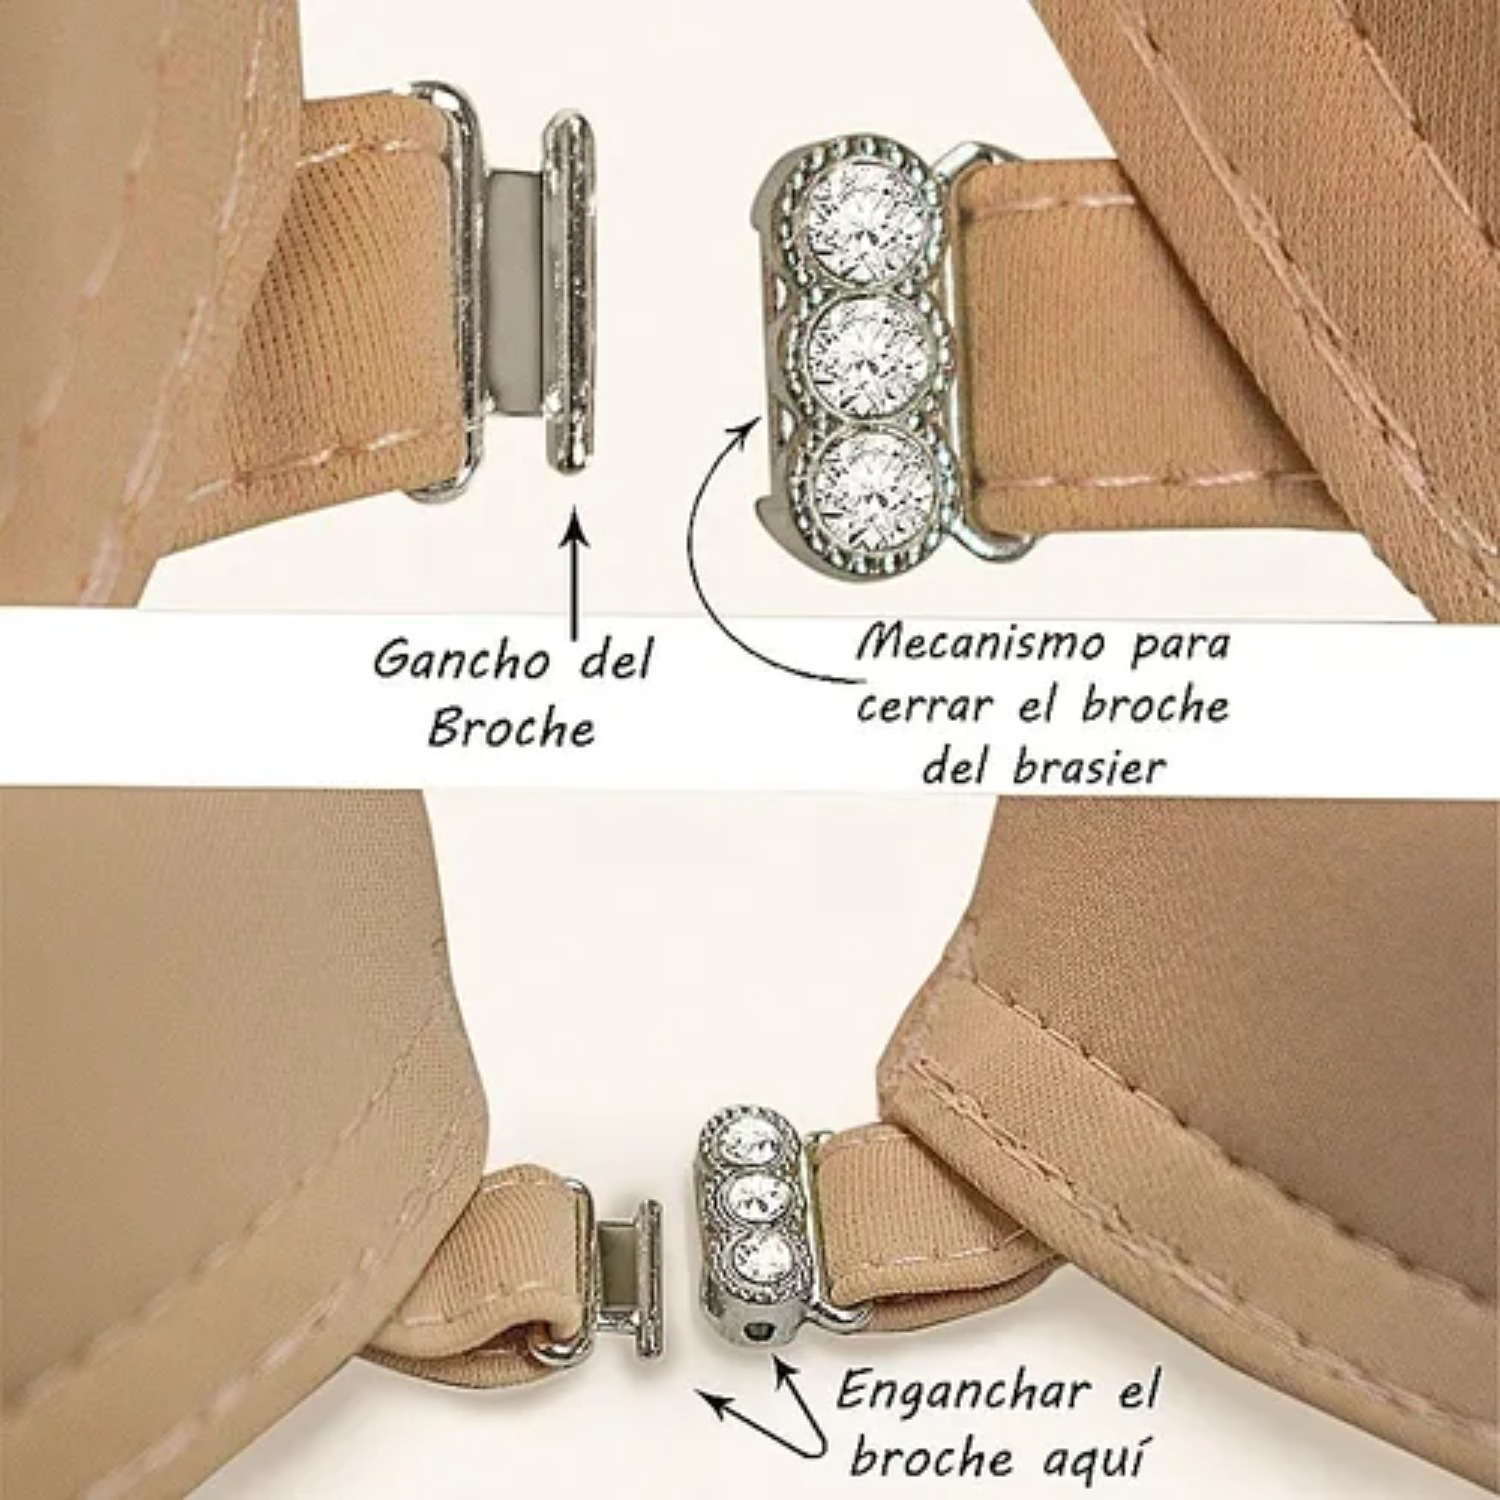 Gancho del
Broche
Mecanismo para
cerrar el broche
del brasier
Enganchar el
broche aquí